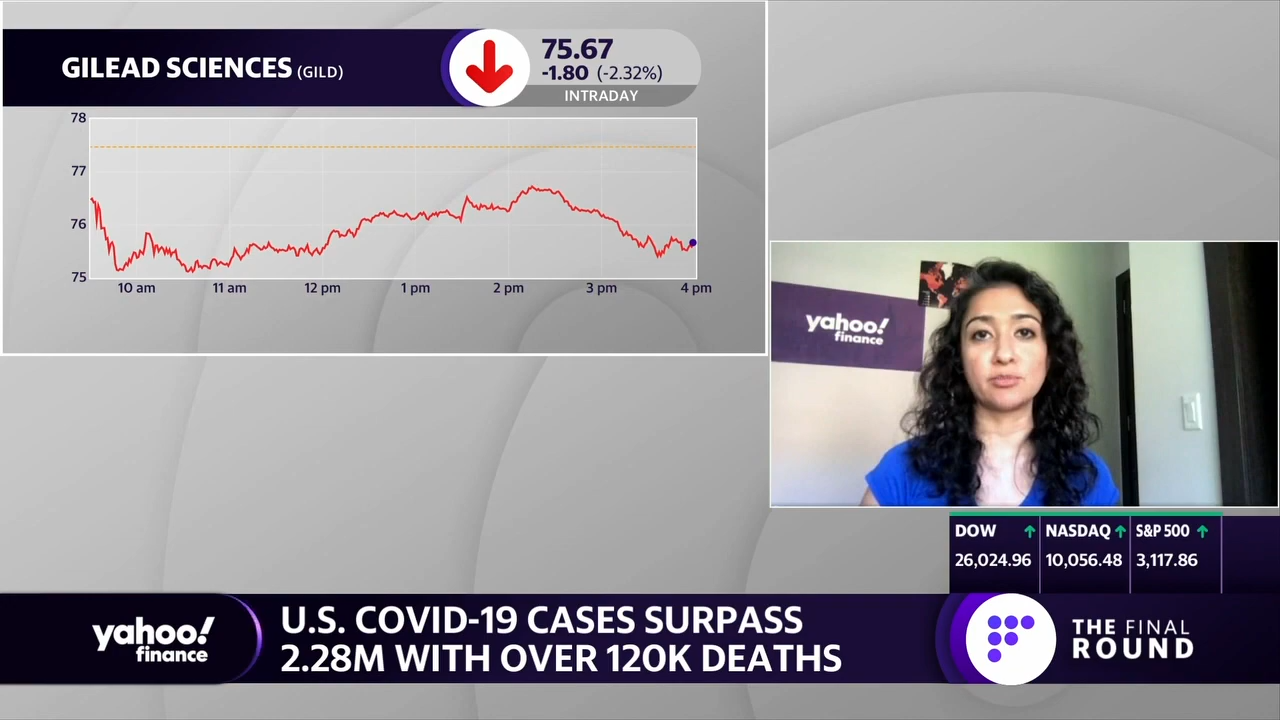 GILEAD SCIENCES (GILD)
75.67
-1.80 (-2.32%)
INTRADAY
78
77
76
75
10 am 11 am 12 pm 1 pm 2 pm 3 pm 4 pm
yahoo!
finance
DOW NASDAQ S&P 500
26,024.96 10,056.48 3,117.86
yahoo!
finance
U.S. COVID-19 CASES SURPASS
2.28M WITH OVER 120K DEATHS
THE FINAL
ROUND